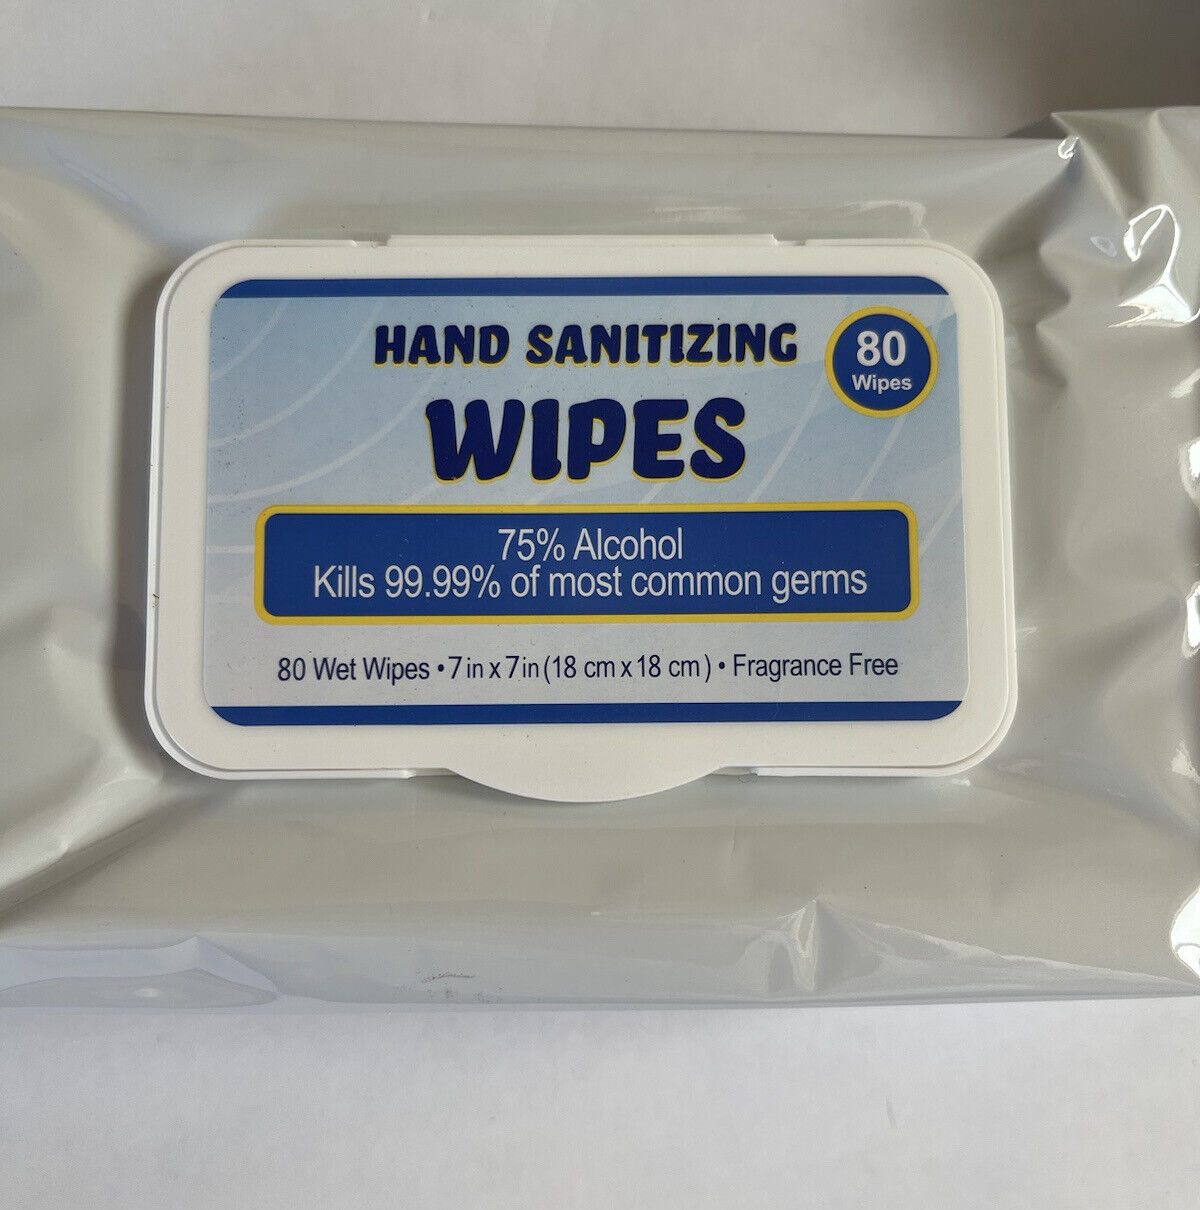 HAND SANITIZING
WIPES
80
Wipes
75% Alcohol
Kills 99.99% of most common germs
80 Wet Wipes • 7 in x 7 in (18 cm x 18 cm) • Fragrance Free